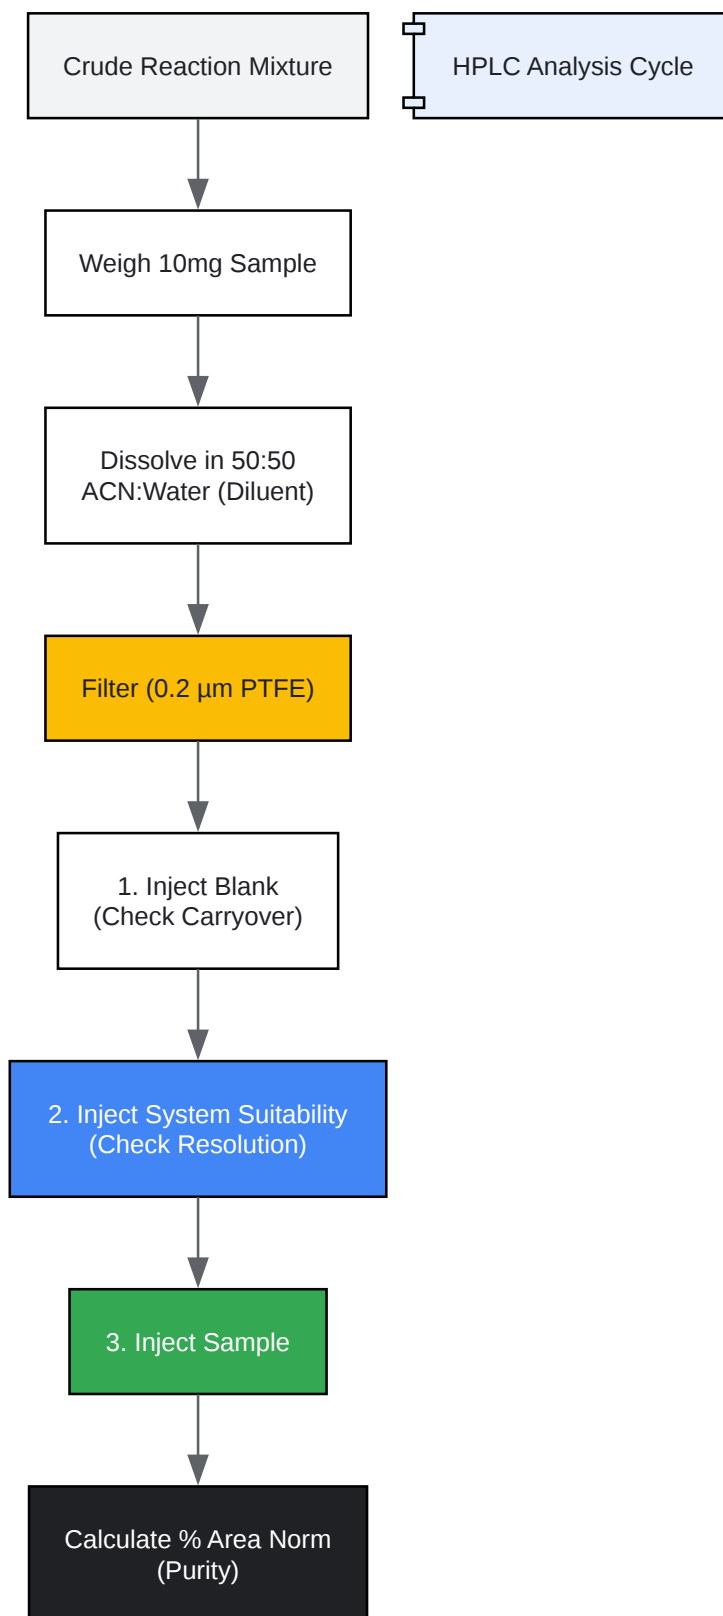 Crude Reaction Mixture
HPLC Analysis Cycle
Weigh 10mg Sample
Dissolve in 50:50
ACN:Water (Diluent)
Filter (0.2 µm PTFE)
1. Inject Blank
(Check Carryover)
2. Inject System Suitability
(Check Resolution)
3. Inject Sample
Calculate % Area Norm
(Purity)